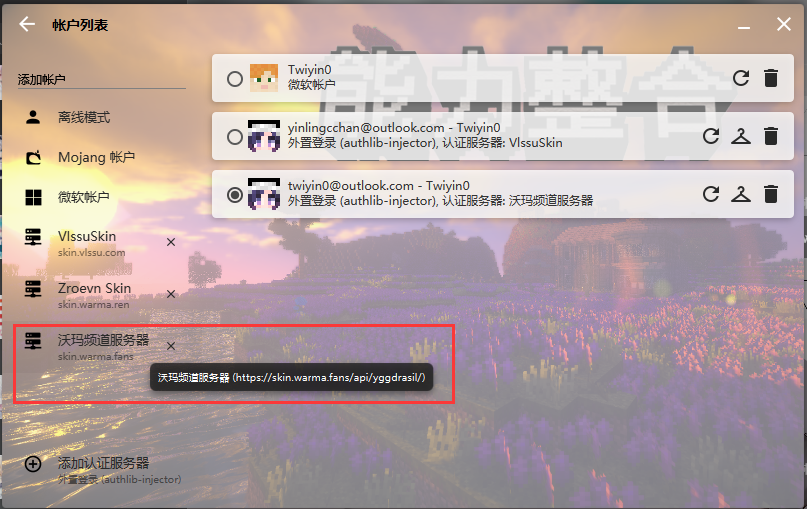 帐户列表
能力整合
添加帐户
离线模式
Mojang 帐户
微软帐户
VlssuSkin
skin.vlssu.com
Zroevn Skin
skin.warma.ren
沃玛频道服务器
skin.warma.fans
沃玛频道服务器 (https://skin.warma.fans/api/yggdrasil/)
添加认证服务器
外置登录 (authlib-injector)
Twiyin0
微软帐户
yinlingcchan@outlook.com - Twiyin0
外置登录 (authlib-injector), 认证服务器: VlssuSkin
twiyin0@outlook.com - Twiyin0
外置登录 (authlib-injector), 认证服务器: 沃玛频道服务器